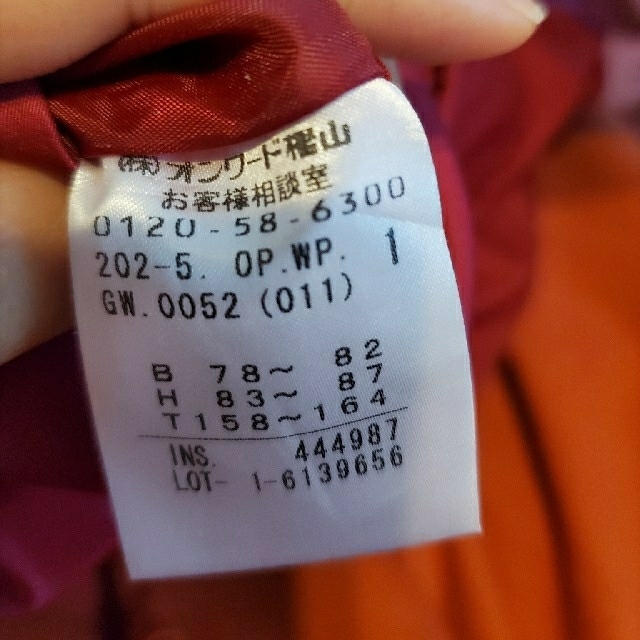 (株)オンワード樫山
お客様相談室
0120-58-6300
202-5. OP.WP. 1
GW.0052(011)
B 78~ 82
H 83~ 87
T158~164
INS. 444987
LOT- 1-6139656